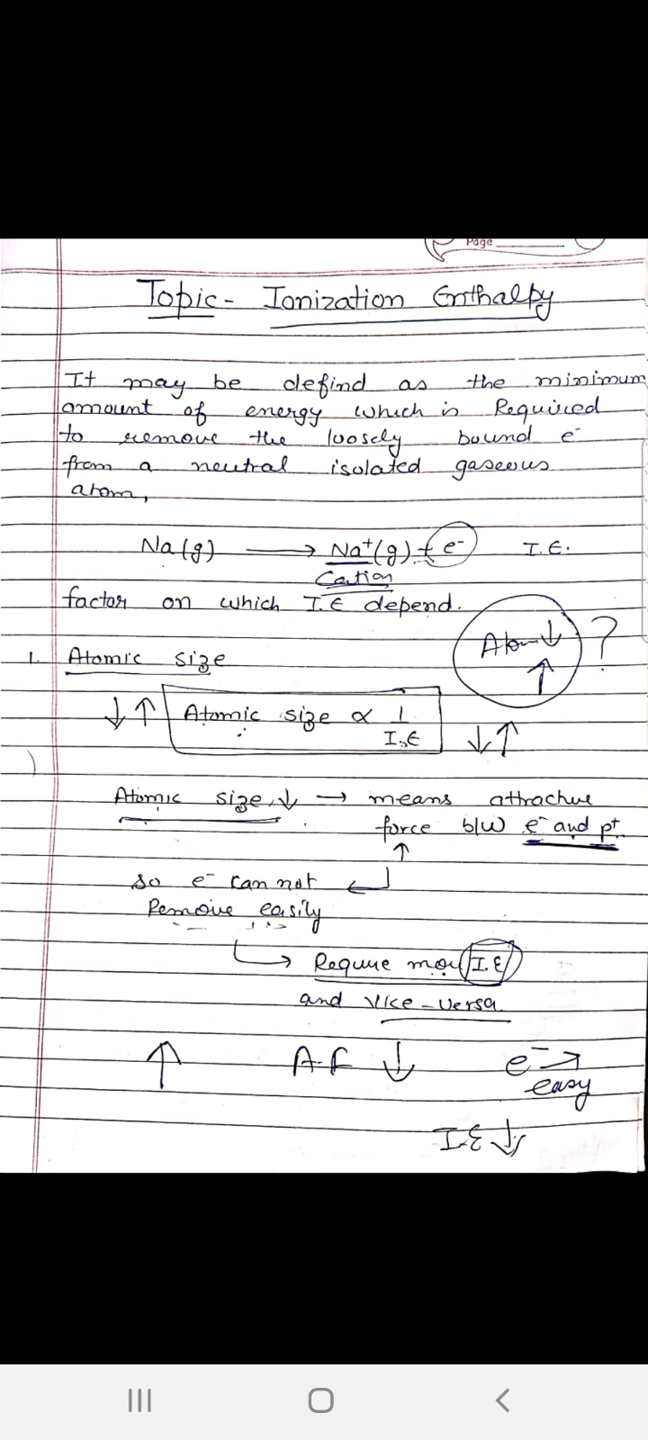 Page
Topic- Ionization Enthalpy
It may be defind as the minimum
amount of energy which is Required
to remove the loosely bound e⁻
from a neutral isolated gaseous
atom,
Na(g) ⟶ Na⁺(g) + e⁻ I.E.
Cation
factor on which I.E depend.
Atom ↓ ?
↑
1. Atomic size
↓↑ Atomic size ∝ 1/I.E ↓↑
Atomic size ↓ → means attractive
force b/w e⁻ and p⁺
↑
so e⁻ can not ←
Remove easily
→ Require more I.E
and Vice-versa.
↑ A.F ↓ e⁻→
easy
I.E ↓